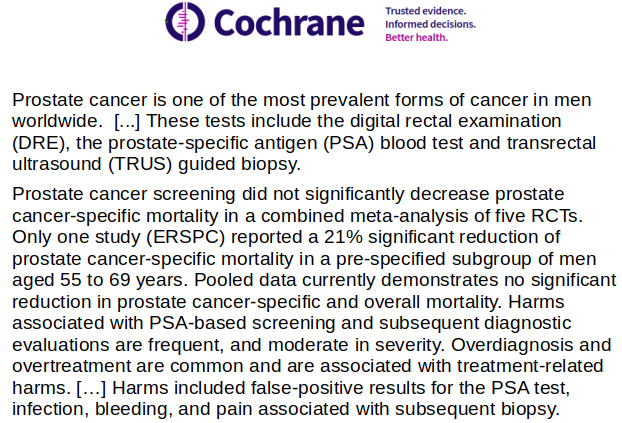 Cochrane
Trusted evidence.
Informed decisions.
Better health.
Prostate cancer is one of the most prevalent forms of cancer in men
worldwide.  [...] These tests include the digital rectal examination
(DRE), the prostate-specific antigen (PSA) blood test and transrectal
ultrasound (TRUS) guided biopsy.
Prostate cancer screening did not significantly decrease prostate
cancer-specific mortality in a combined meta-analysis of five RCTs.
Only one study (ERSPC) reported a 21% significant reduction of
prostate cancer-specific mortality in a pre-specified subgroup of men
aged 55 to 69 years. Pooled data currently demonstrates no significant
reduction in prostate cancer-specific and overall mortality. Harms
associated with PSA-based screening and subsequent diagnostic
evaluations are frequent, and moderate in severity. Overdiagnosis and
overtreatment are common and are associated with treatment-related
harms. […] Harms included false-positive results for the PSA test,
infection, bleeding, and pain associated with subsequent biopsy.